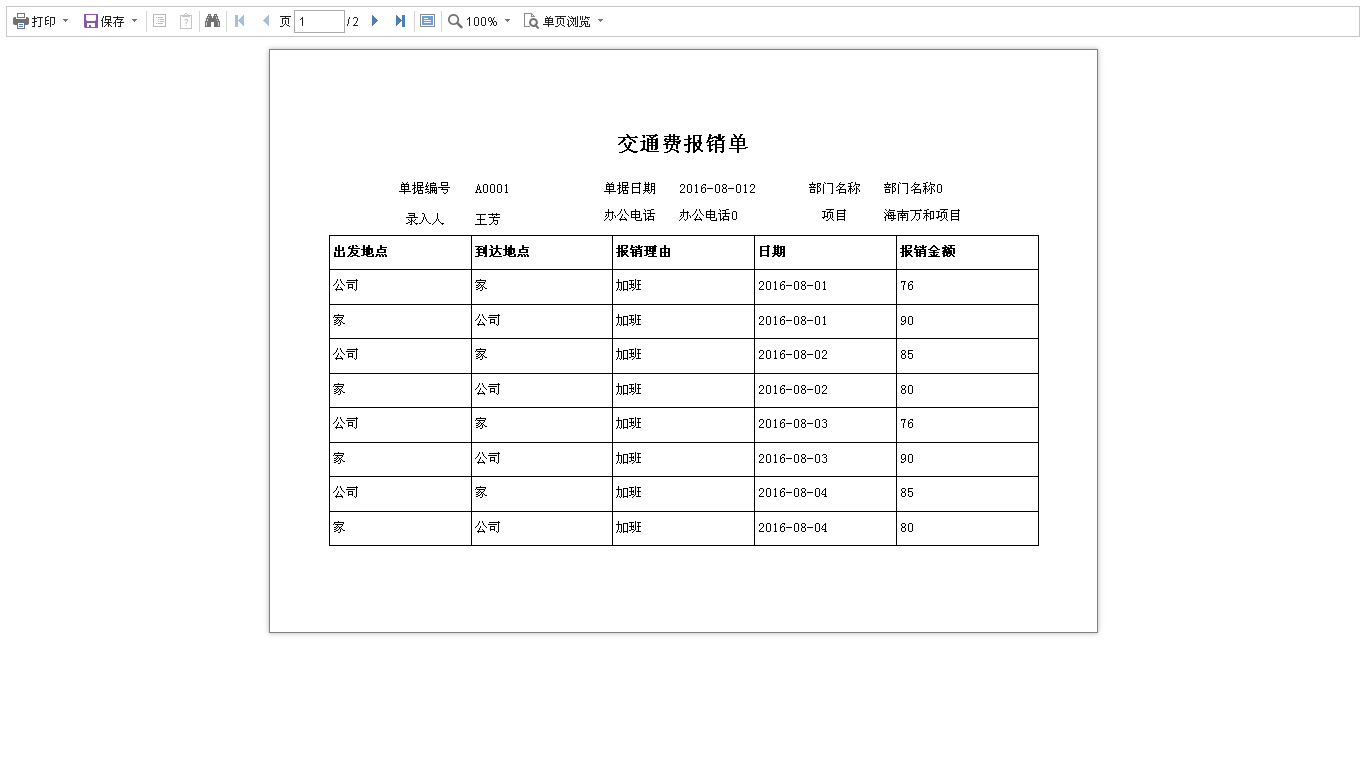 打印 保存 页 1 /2 100% 单页浏览
交通费报销单
单据编号 A0001 单据日期 2016-08-012 部门名称 部门名称0
录入人 王芳 办公电话 办公电话0 项目 海南万和项目
出发地点 到达地点 报销理由 日期 报销金额
公司 家 加班 2016-08-01 76
家 公司 加班 2016-08-01 90
公司 家 加班 2016-08-02 85
家 公司 加班 2016-08-02 80
公司 家 加班 2016-08-03 76
家 公司 加班 2016-08-03 90
公司 家 加班 2016-08-04 85
家 公司 加班 2016-08-04 80